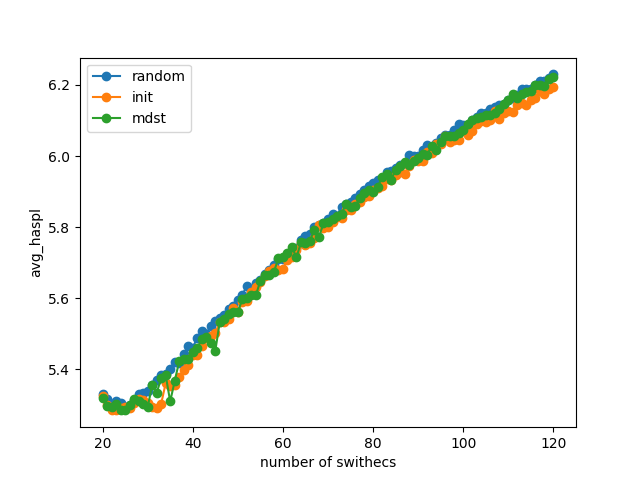 random
init
mdst
6.2
6.0
5.8
5.6
5.4
avg_haspl
20 40 60 80 100 120
number of swithecs